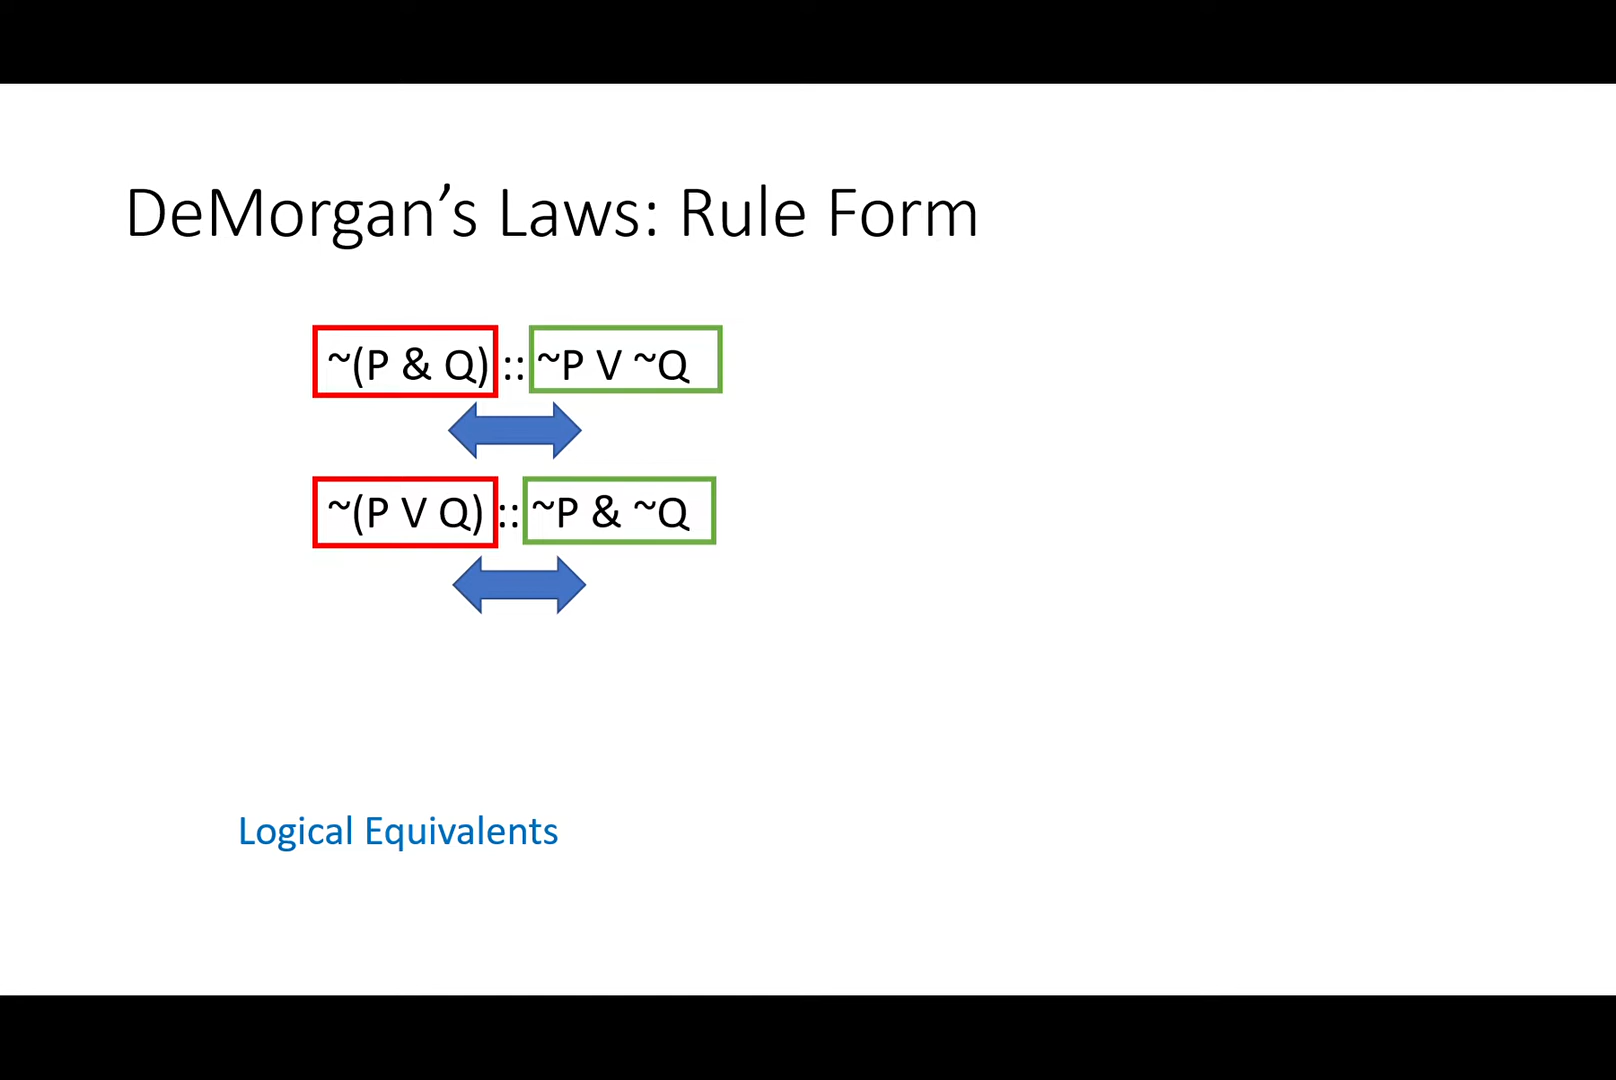 DeMorgan’s Laws: Rule Form
~(P & Q) :: ~P V ~Q
~(P V Q) :: ~P & ~Q
Logical Equivalents